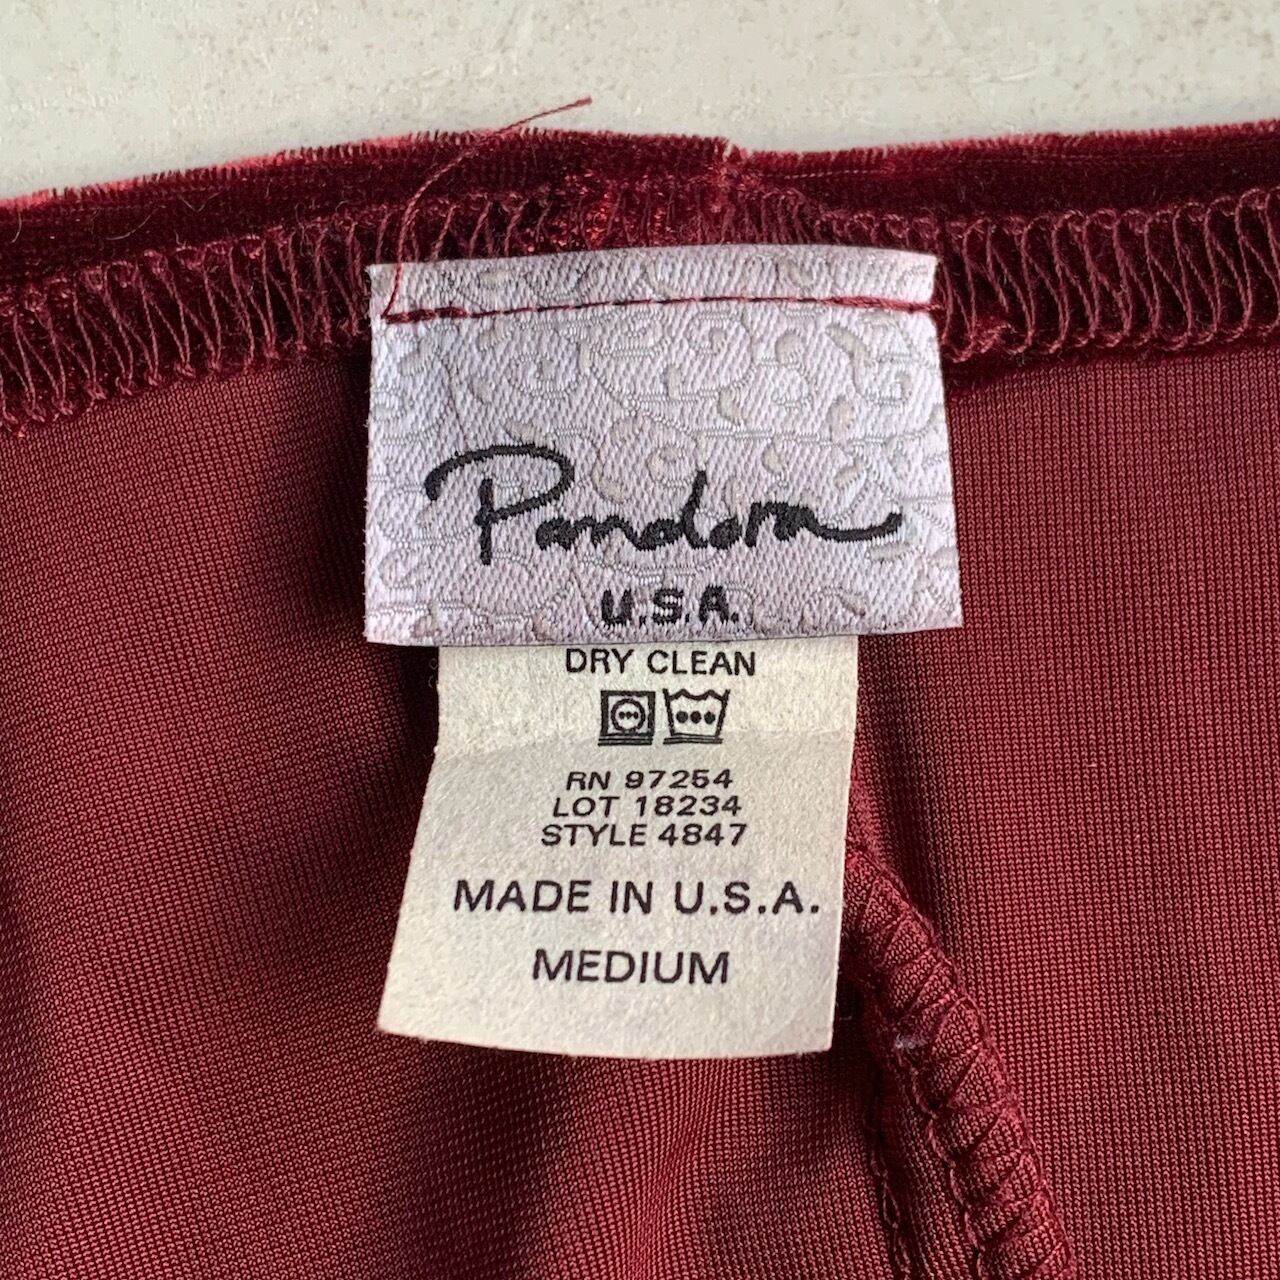 Pandora
U.S.A.
DRY CLEAN
RN 97254
LOT 18234
STYLE 4847
MADE IN U.S.A.
MEDIUM